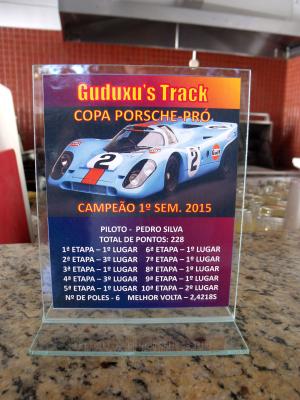 Guduxu's Track
COPA PORSCHE-PRÓ
2
2
Gulf
CAMPEÃO 1º SEM. 2015
PILOTO - PEDRO SILVA
TOTAL DE PONTOS: 228
1ª ETAPA – 1º LUGAR 6ª ETAPA – 1º LUGAR
2ª ETAPA – 3º LUGAR 7ª ETAPA – 1º LUGAR
3ª ETAPA – 1º LUGAR 8ª ETAPA – 1º LUGAR
4ª ETAPA – 3º LUGAR 9ª ETAPA – 1º LUGAR
5ª ETAPA – 1º LUGAR 10ª ETAPA – 2º LUGAR
Nº DE POLES - 6 MELHOR VOLTA – 2,4218S